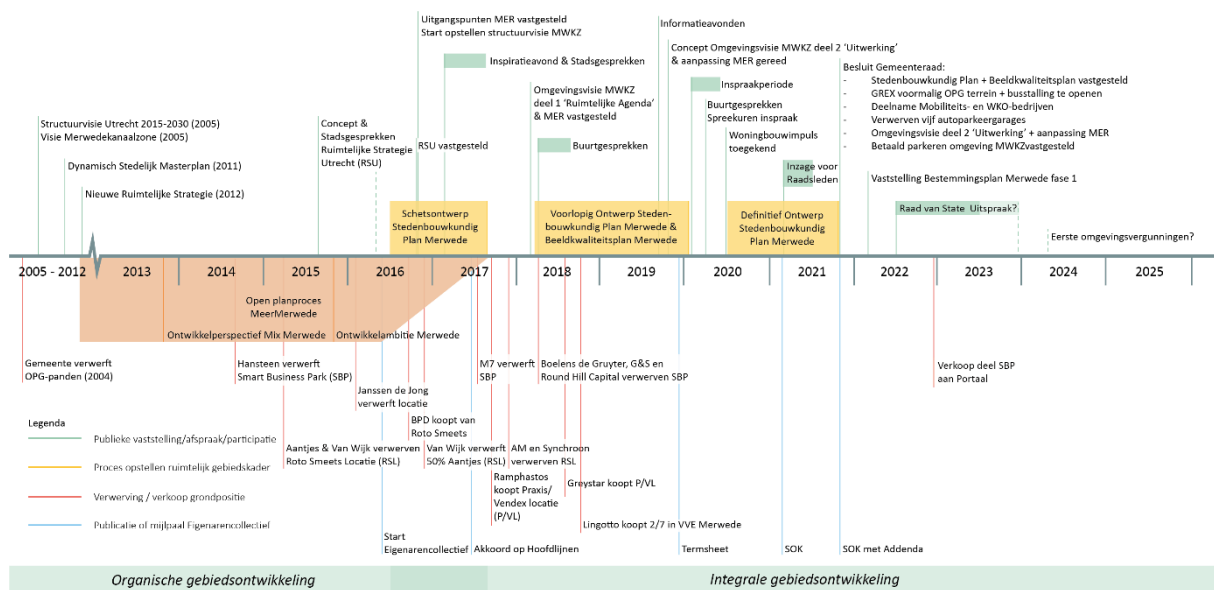 Uitgangspunten MER vastgesteld
Start opstellen structuurvisie MWKZ
Informatieavonden
Concept Omgevingsvisie MWKZ deel 2 ‘Uitwerking’
& aanpassing MER gereed
Inspiratieavond & Stadsgesprekken
Besluit Gemeenteraad:
- Stedenbouwkundig Plan + Beeldkwaliteitsplan vastgesteld
- GREX voormalig OPG terrein + busstalling te openen
- Deelname Mobiliteits- en WKO-bedrijven
- Verwerven vijf autoparkeergarages
- Omgevingsvisie deel 2 ‘Uitwerking’ + aanpassing MER
- Betaald parkeren omgeving MWKZvastgesteld
Omgevingsvisie MWKZ
deel 1 ‘Ruimtelijke Agenda’
& MER vastgesteld
Inspraakperiode
Buurtgesprekken
Spreekuren inspraak
Structuurvisie Utrecht 2015-2030 (2005)
Visie Merwedekanaalzone (2005)
Concept &
Stadsgesprekken
Ruimtelijke Strategie
Utrecht (RSU)
RSU vastgesteld
Buurtgesprekken
Woningbouwimpuls
toegekend
Dynamisch Stedelijk Masterplan (2011)
Inzage voor
Raadsleden
Vaststelling Bestemmingsplan Merwede fase 1
Nieuwe Ruimtelijke Strategie (2012)
Raad van State Uitspraak?
Schetsontwerp
Stedenbouwkundig
Plan Merwede
Voorlopig Ontwerp Steden-
bouwkundig Plan Merwede &
Beeldkwaliteitsplan Merwede
Definitief Ontwerp
Stedenbouwkundig
Plan Merwede
Eerste omgevingsvergunningen?
2005 - 2012 2013 2014 2015 2016 2017 2018 2019 2020 2021 2022 2023 2024 2025
Open planproces
MeerMerwede
Ontwikkelperspectief Mix Merwede
Ontwikkelambitie Merwede
Gemeente verwerft
OPG-panden (2004)
Hansteen verwerft
Smart Business Park (SBP)
M7 verwerft
SBP
Boelens de Gruyter, G&S en
Round Hill Capital verwerven SBP
Verkoop deel SBP
aan Portaal
Janssen de Jong
verwerft locatie
BPD koopt van
Roto Smeets
Aantjes & Van Wijk verwerven
Roto Smeets Locatie (RSL)
Van Wijk verwerft
50% Aantjes (RSL)
AM en Synchroon
verwerven RSL
Ramphastos
koopt Praxis/
Vendex locatie
(P/VL)
Greystar koopt P/VL
Lingotto koopt 2/7 in VVE Merwede
Legenda
Publieke vaststelling/afspraak/participatie
Proces opstellen ruimtelijk gebiedskader
Verwerving / verkoop grondpositie
Publicatie of mijlpaal Eigenarencollectief
Start
Eigenarencollectief
Akkoord op Hoofdlijnen
Termsheet
SOK
SOK met Addenda
Organische gebiedsontwikkeling
Integrale gebiedsontwikkeling